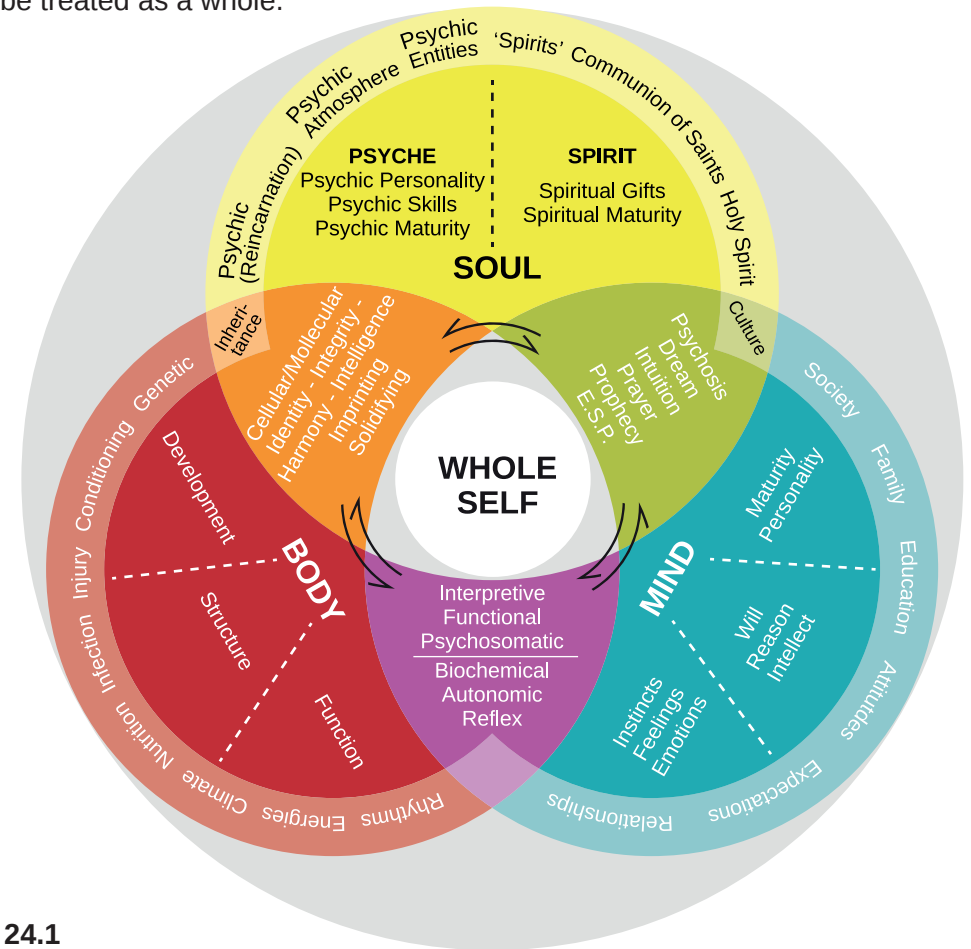 be treated as a whole.
Psychic
(Reincarnation)
Psychic
Atmosphere
Psychic
Entities
‘Spirits’
Communion of Saints
Holy Spirit
PSYCHE
Psychic Personality
Psychic Skills
Psychic Maturity
SPIRIT
Spiritual Gifts
Spiritual Maturity
SOUL
Inheri-
tance
Culture
Cellular/Mollecular
Identity - Integrity -
Harmony - Intelligence
Imprinting
Solidifying
Psychosis
Dream
Intuition
Prayer
Prophecy
E.S.P.
WHOLE
SELF
Genetic
Conditioning
Injury
Infection
Nutrition
Climate
Energies
Rhythms
Development
Structure
Function
BODY
Interpretive
Functional
Psychosomatic
Biochemical
Autonomic
Reflex
MIND
Maturity
Personality
Will
Reason
Intellect
Instincts
Feelings
Emotions
Society
Family
Education
Attitutdes
Expectations
Relationships
24.1